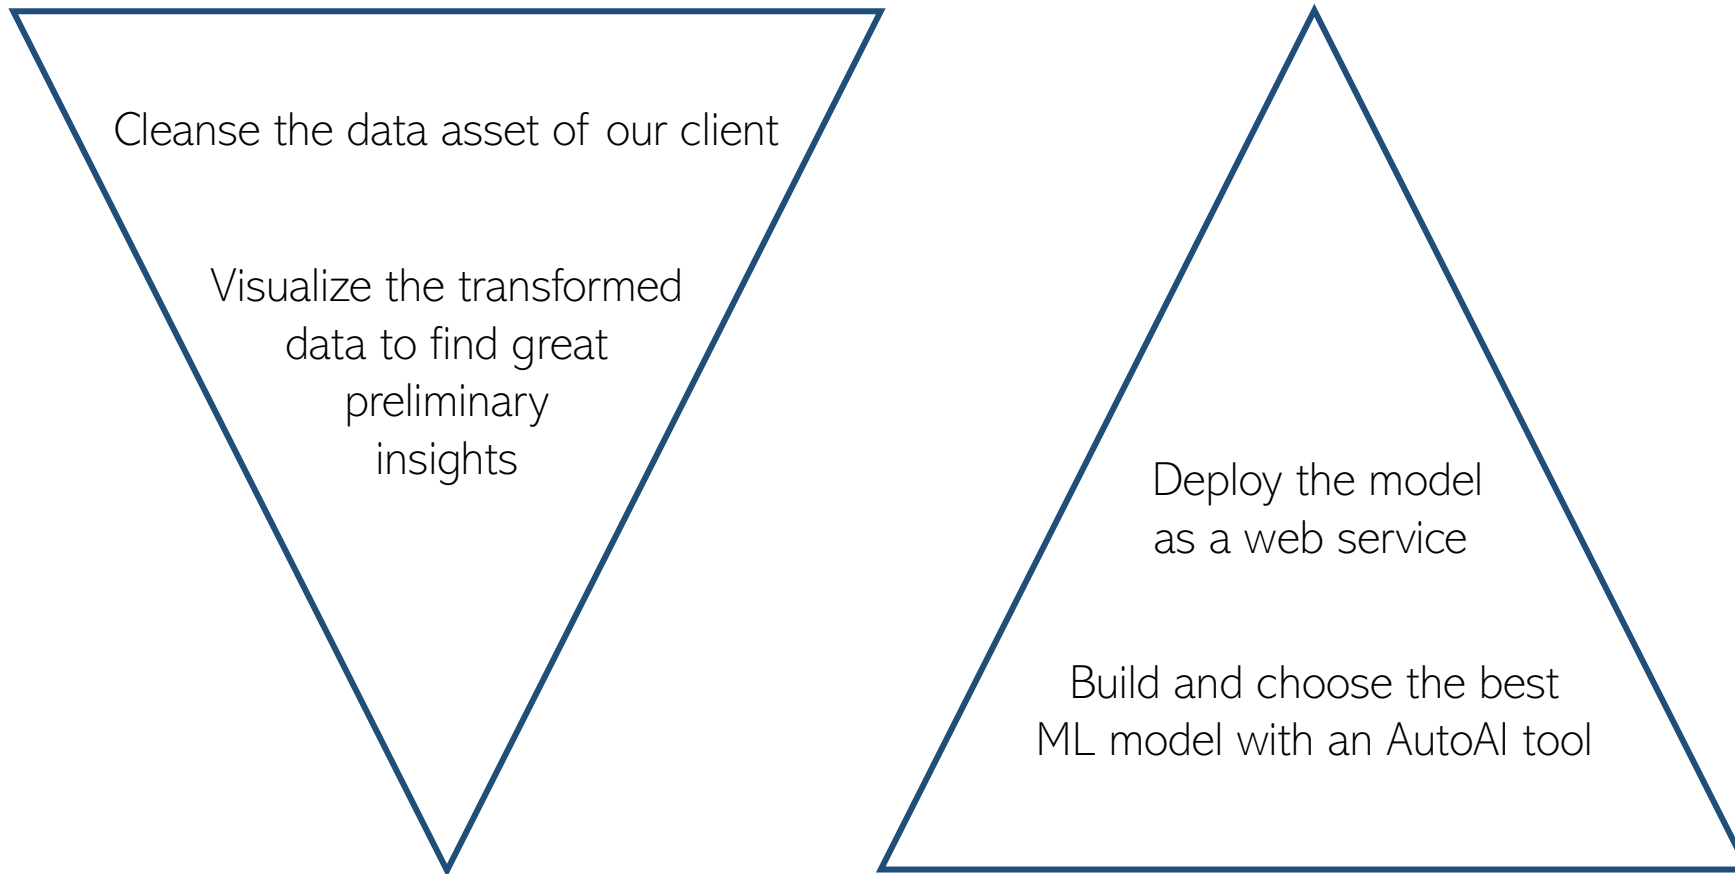 Cleanse the data asset of our client
Visualize the transformed
data to find great
preliminary
insights
Deploy the model
as a web service
Build and choose the best
ML model with an AutoAI tool